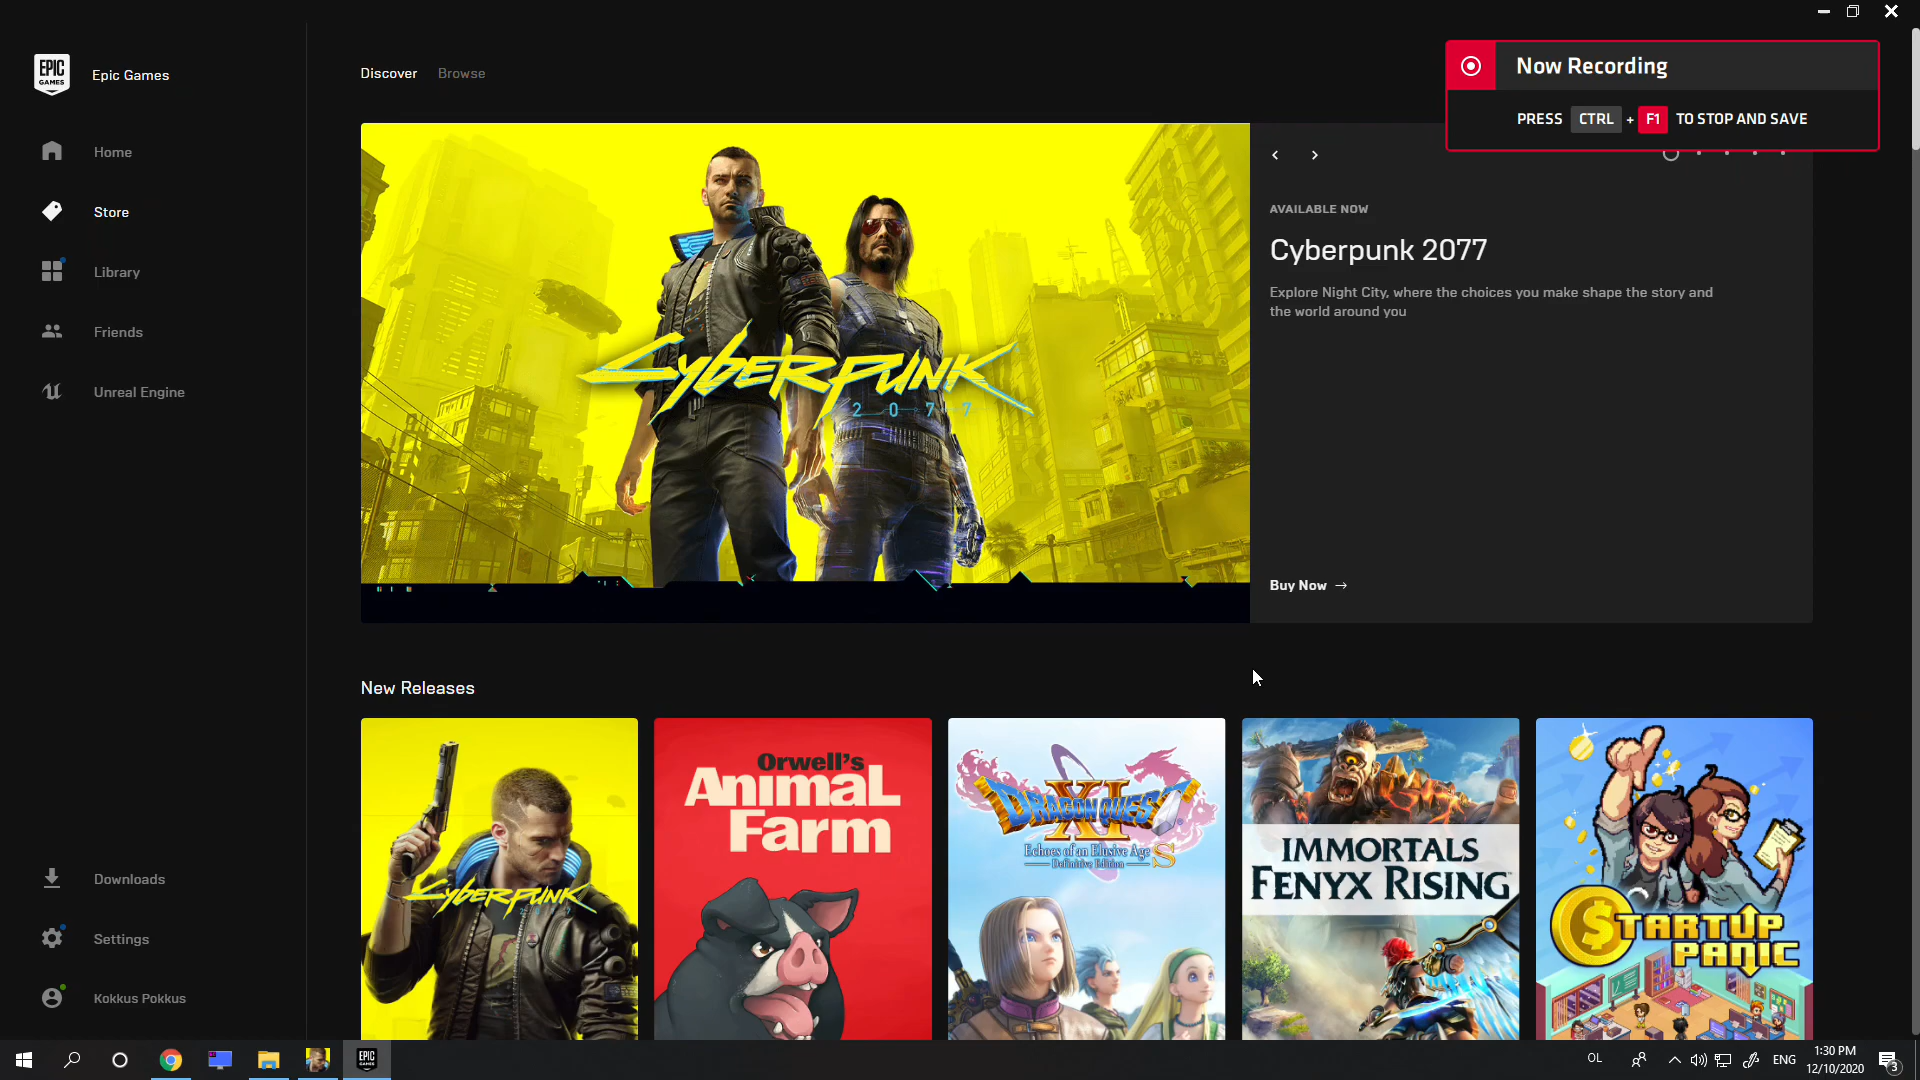 EPIC
GAMES
Epic Games
Home
Store
Library
Friends
Unreal Engine
Downloads
Settings
Kokkus Pokkus
Discover
Browse
Now Recording
PRESS CTRL + F1 TO STOP AND SAVE
CYBERPUNK
2077
AVAILABLE NOW
Cyberpunk 2077
Explore Night City, where the choices you make shape the story and
the world around you
Buy Now →
New Releases
CYBERPUNK
Orwell's
Animal
Farm
DRAGON QUEST
XI
Echoes of an Elusive Age S
Definitive Edition
IMMORTALS
FENYX RISING
STARTUP
PANIC
EPIC
GAMES
OL
ENG
1:30 PM
12/10/2020
3